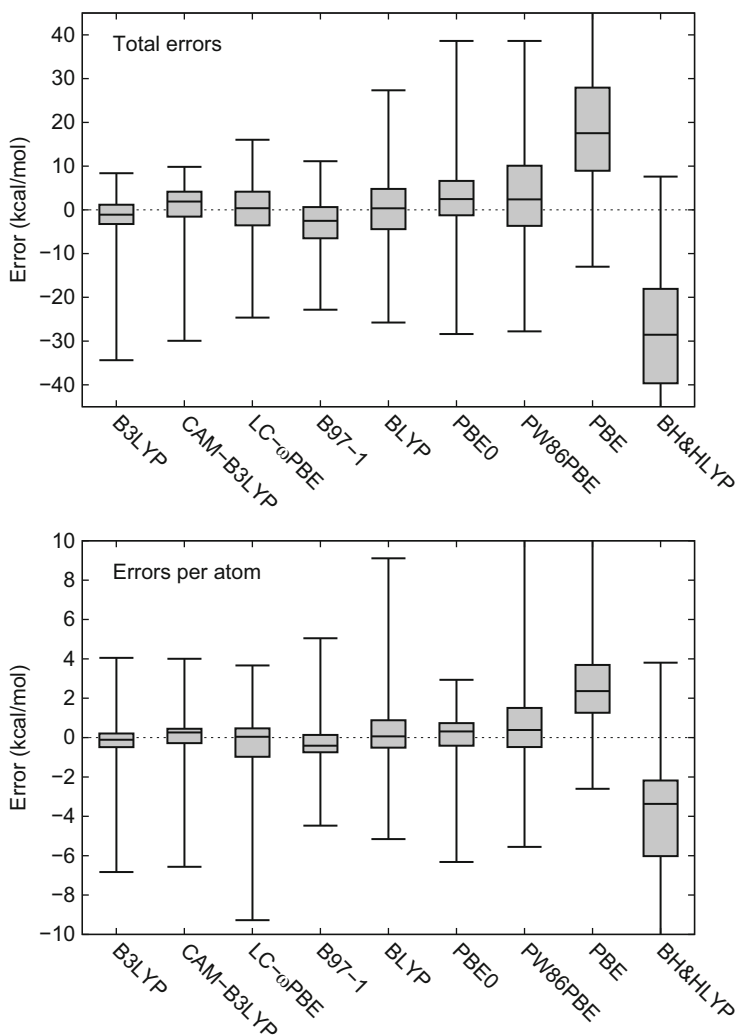 Total errors
Error (kcal/mol)
40
30
20
10
0
−10
−20
−30
−40
B3LYP
CAM−B3LYP
LC−ωPBE
B97−1
BLYP
PBE0
PW86PBE
PBE
BH&HLYP
Errors per atom
Error (kcal/mol)
10
8
6
4
2
0
−2
−4
−6
−8
−10
B3LYP
CAM−B3LYP
LC−ωPBE
B97−1
BLYP
PBE0
PW86PBE
PBE
BH&HLYP